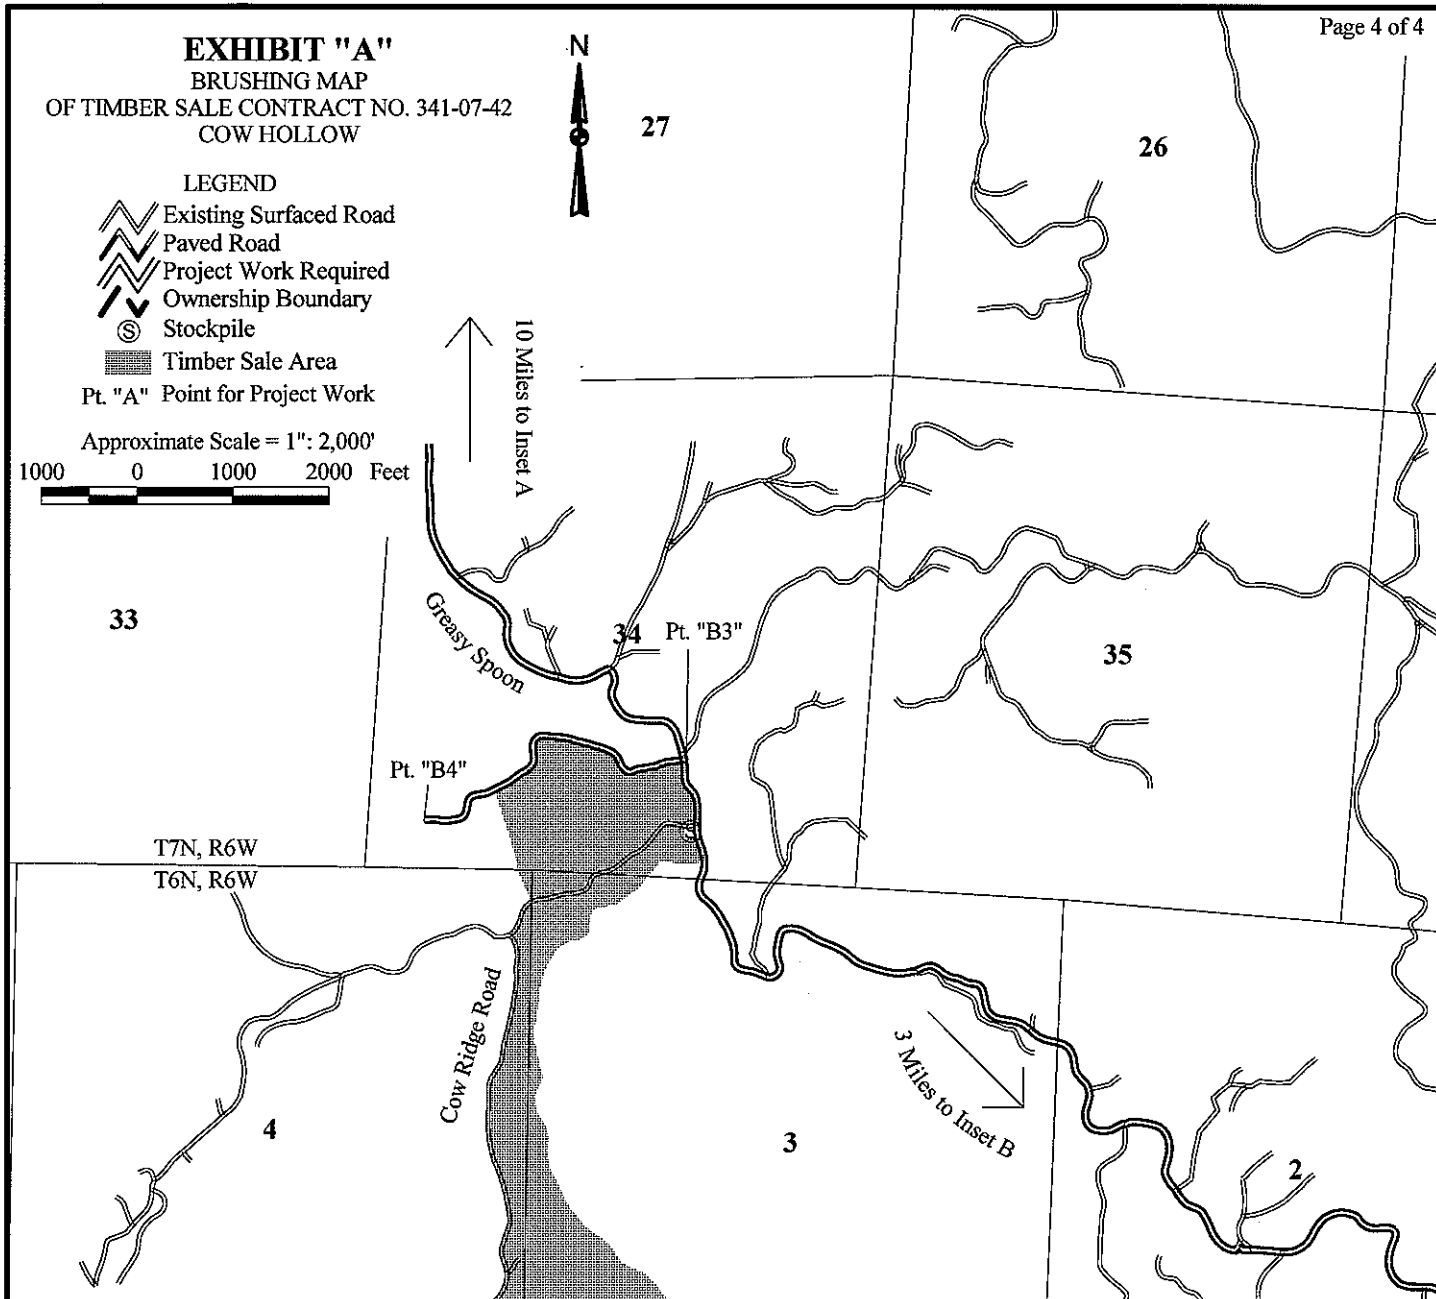 Page 4 of 4
EXHIBIT "A"
BRUSHING MAP
OF TIMBER SALE CONTRACT NO. 341-07-42
COW HOLLOW
N
27
26
LEGEND
Existing Surfaced Road
Paved Road
Project Work Required
Ownership Boundary
S Stockpile
Timber Sale Area
Pt. "A" Point for Project Work
Approximate Scale = 1": 2,000'
1000 0 1000 2000 Feet
10 Miles to Inset A
33
Greasy Spoon
34
Pt. "B3"
35
Pt. "B4"
S
T7N, R6W
T6N, R6W
Cow Ridge Road
3 Miles to Inset B
4
3
2